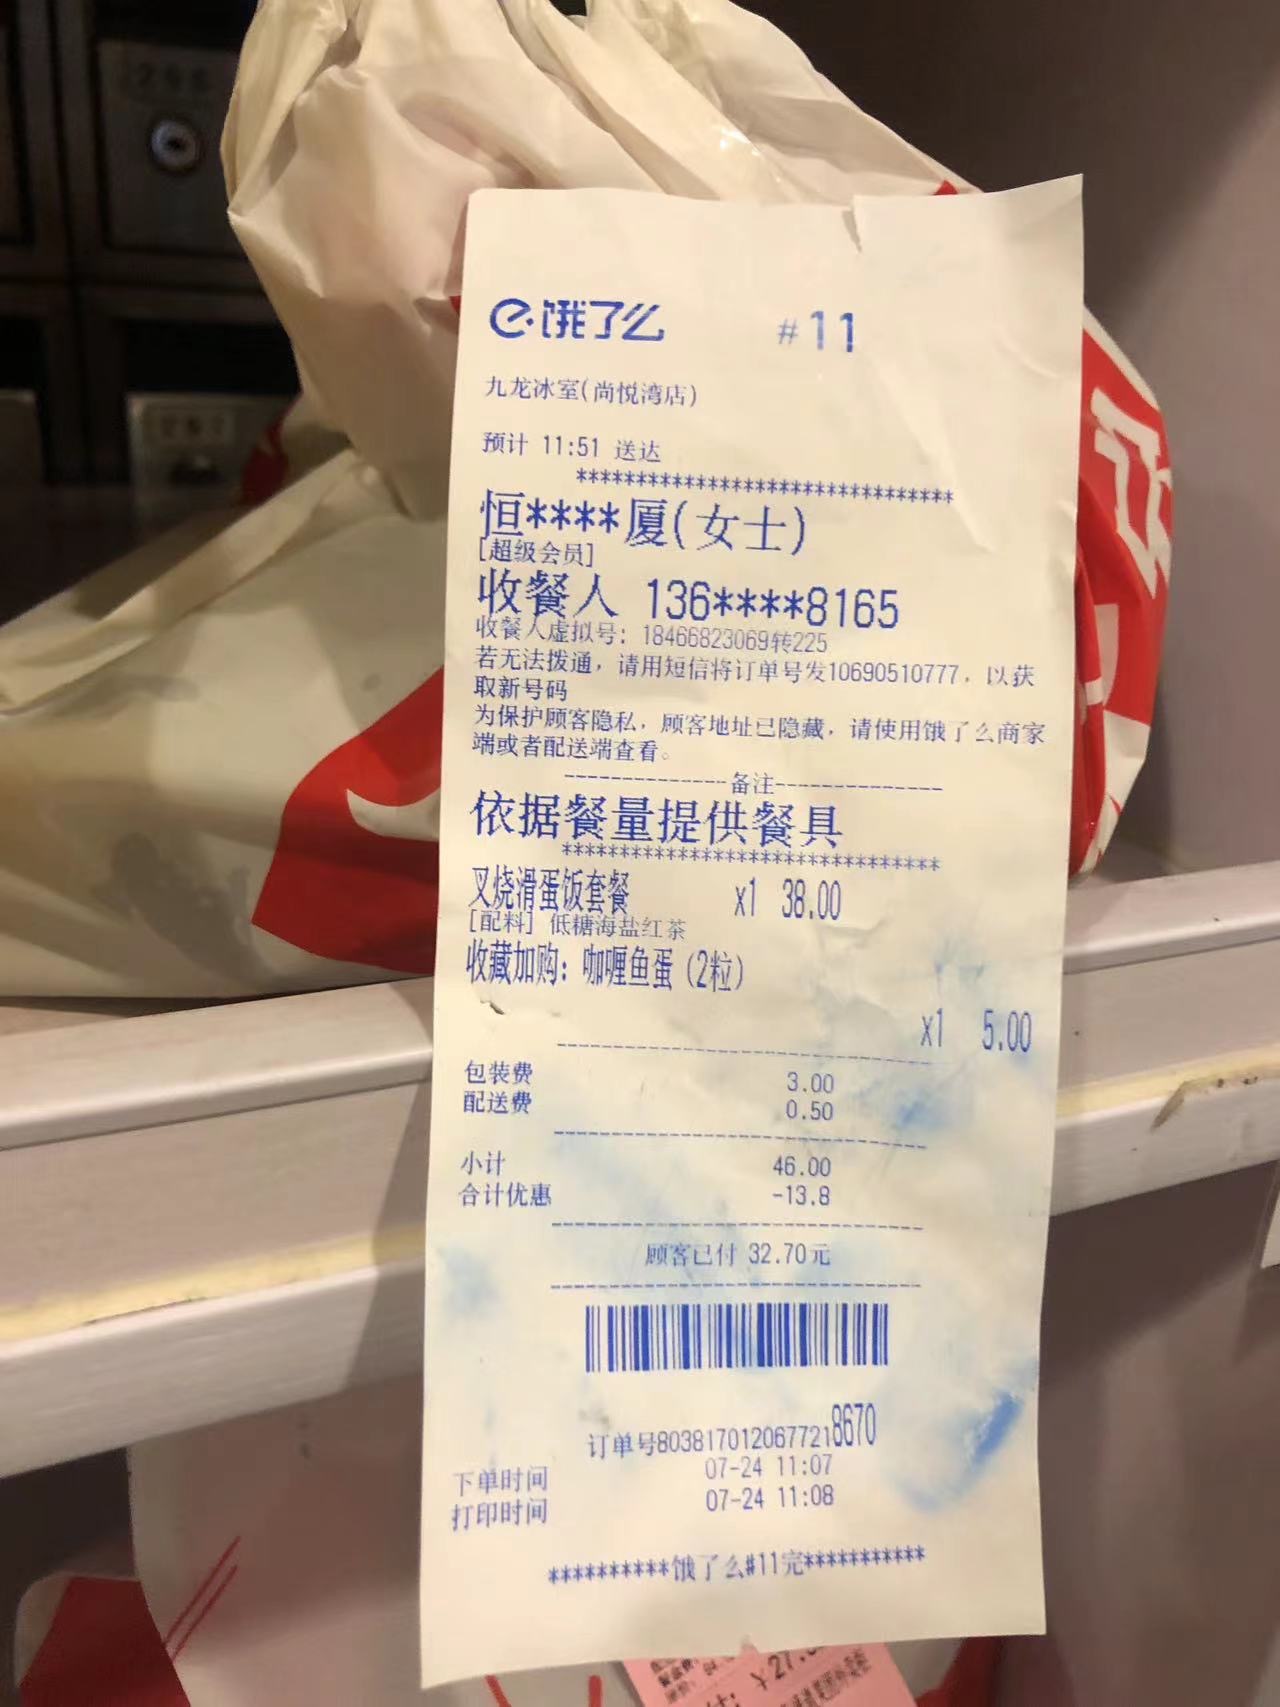 饿了么 #11
九龙冰室(尚悦湾店)
预计 11:51 送达
********************************
恒****厦(女士)
[超级会员]
收餐人 136****8165
收餐人虚拟号: 18466823069转225
若无法拨通，请用短信将订单号发10690510777，以获
取新号码
为保护顾客隐私，顾客地址已隐藏，请使用饿了么商家
端或者配送端查看。
--------------备注--------------
依据餐量提供餐具
********************************
叉烧滑蛋饭套餐 x1 38.00
[配料] 低糖海盐红茶
收藏加购: 咖喱鱼蛋(2粒)
x1 5.00
包装费 3.00
配送费 0.50
小计 46.00
合计优惠 -13.8
顾客已付 32.70元
订单号8038170120677218670
下单时间 07-24 11:07
打印时间 07-24 11:08
**********饿了么#11完***********